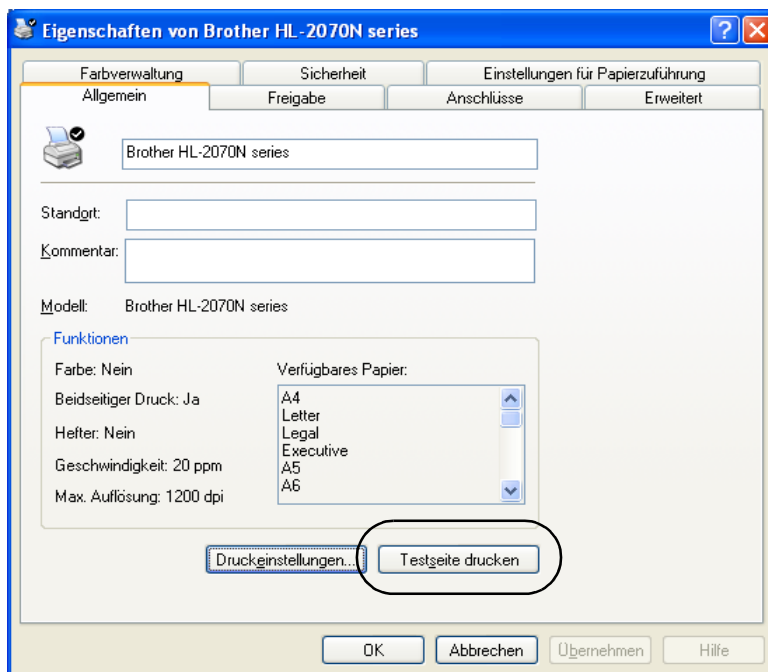 Eigenschaften von Brother HL-2070N series
Farbverwaltung Sicherheit Einstellungen für Papierzuführung
Allgemein Freigabe Anschlüsse Erweitert
Brother HL-2070N series
Standort:
Kommentar:
Modell: Brother HL-2070N series
Funktionen
Farbe: Nein Verfügbares Papier:
Beidseitiger Druck: Ja
Hefter: Nein
Geschwindigkeit: 20 ppm
Max. Auflösung: 1200 dpi
A4
Letter
Legal
Executive
A5
A6
Druckeinstellungen... Testseite drucken
OK Abbrechen Übernehmen Hilfe